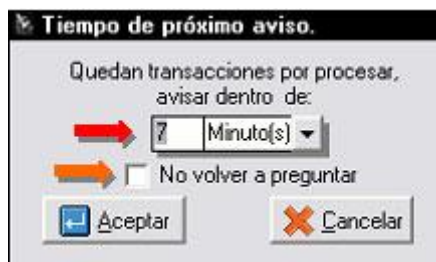 Tiempo de próximo aviso.
Quedan transacciones por procesar,
avisar dentro de:
7 Minuto(s)
No volver a preguntar
Aceptar Cancelar